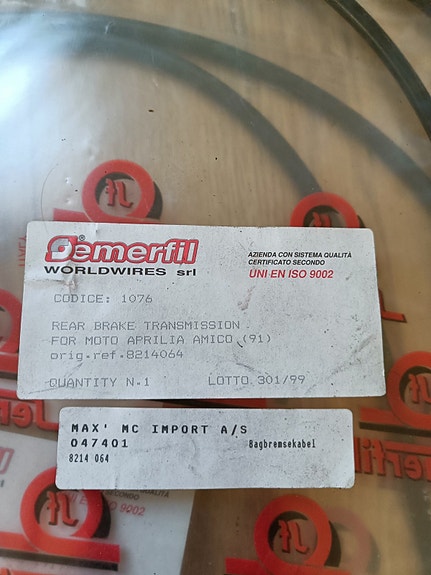 Semerfil
WORLDWIRES srl
AZIENDA CON SISTEMA QUALITÀ
CERTIFICATO SECONDO
UNI EN ISO 9002
CODICE: 1076
REAR BRAKE TRANSMISSION
FOR MOTO APRILIA AMICO (91)
orig.ref.8214064
QUANTITY N.1 LOTTO 301/99
MAX' MC IMPORT A/S
047401 Bagbremsekabel
8214 064